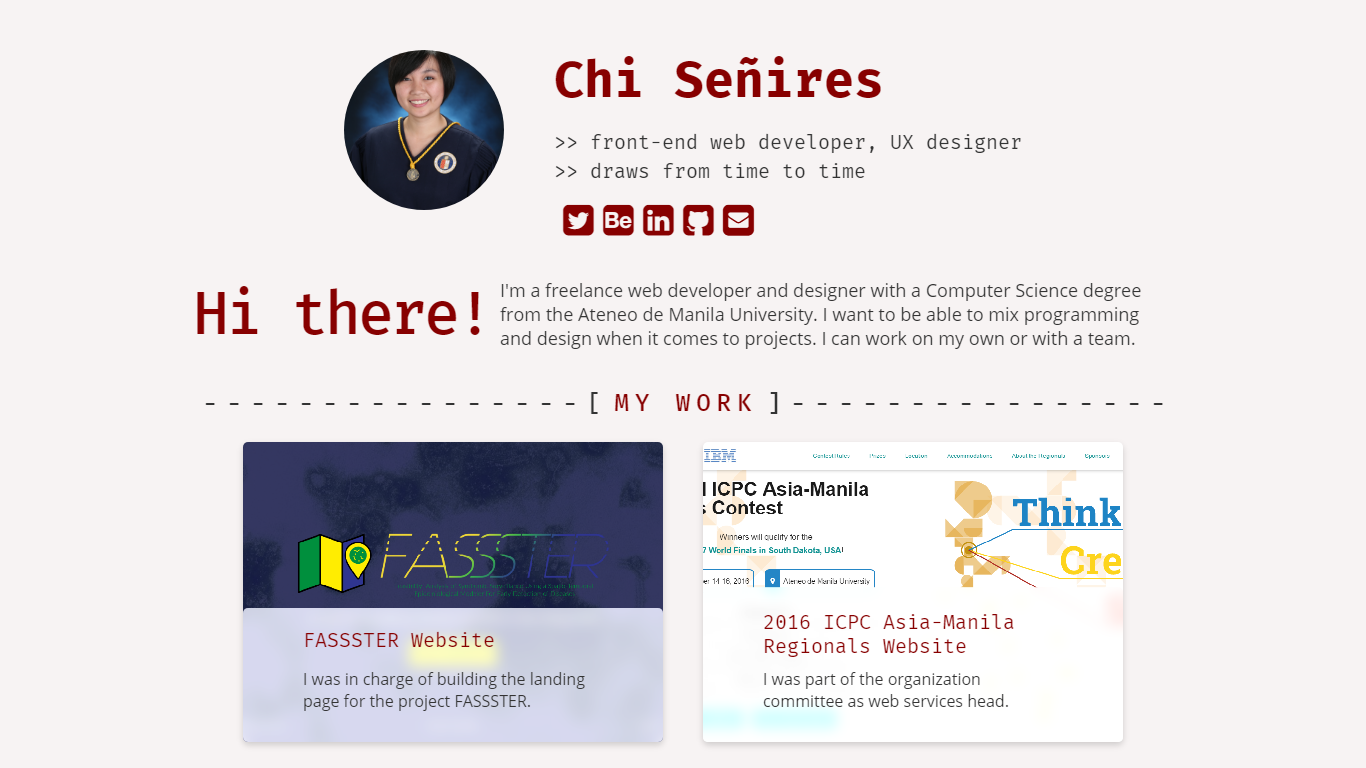 Chi Señires
>> front-end web developer, UX designer
>> draws from time to time
Be in
Hi there!
I'm a freelance web developer and designer with a Computer Science degree
from the Ateneo de Manila University. I want to be able to mix programming
and design when it comes to projects. I can work on my own or with a team.
- - - - - - - - - - - - - - - - [ MY WORK ] - - - - - - - - - - - - - - - -
FASSSTER
FASSSTER Website
I was in charge of building the landing
page for the project FASSSTER.
IBM
Contest Rules Prizes Location Accommodations About the Regionals Sponsors
ICPC Asia-Manila
s Contest
Winners will qualify for the
7 World Finals in South Dakota, USA!
er 14-16, 2016
Ateneo de Manila University
Think
Cre
2016 ICPC Asia-Manila
Regionals Website
I was part of the organization
committee as web services head.